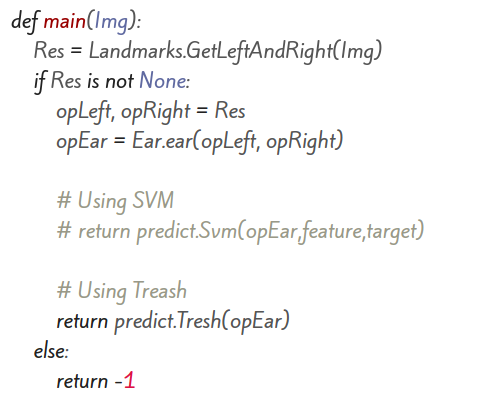 def main(Img):
    Res = Landmarks.GetLeftAndRight(Img)
    if Res is not None:
        opLeft, opRight = Res
        opEar = Ear.ear(opLeft, opRight)

        # Using SVM
        # return predict.Svm(opEar,feature,target)

        # Using Treash
        return predict.Tresh(opEar)
    else:
        return -1